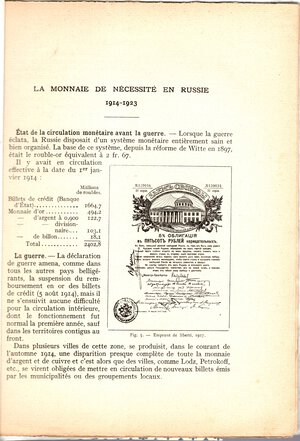 LA MONNAIE DE NÉCESSITÉ EN RUSSIE
1914-1923
État de la circulation monétaire avant la guerre. — Lorsque la guerre
éclata, la Russie disposait d'un système monétaire entièrement sain et
bien organisé. La base de ce système, depuis la réforme de Witte en 1897,
était le rouble-or équivalent à 2 fr. 67.
Il y avait en circulation
effective à la date du 1er jan-
vier 1914 :
Millions
de roubles.
Billets de crédit (Banque
d'État) 1664,7
Monnaie d'or 494,2
— d'argent à 0,900 122,7
— — division-
naire 103,1
— de billon 18,1
Total 2402,8
La guerre. — La déclaration
de guerre amena, comme dans
tous les autres pays belligé-
rants, la suspension du rem-
boursement en or des billets
de crédit (5 août 1914), mais il
ne s'ensuivit aucune difficulté
pour la circulation intérieure,
dont le fonctionnement fut
normal la première année, sauf
dans les territoires contigus au
front.
5% ОБЛИГАЦІЯ
въ ПЯТЬСОТЪ РУБЛЕЙ нарицательныхъ
Fig. 1. — Emprunt de liberté, 1917.
Dans plusieurs villes de cette zone, se produisit, dans le courant de
l'automne 1914, une disparition presque complète de toute la monnaie
d'argent et de cuivre et c'est alors que des villes, comme Lodz, Petrokoff,
etc., se virent obligées de mettre en circulation de nouveaux billets émis
par les municipalités ou des groupements locaux.